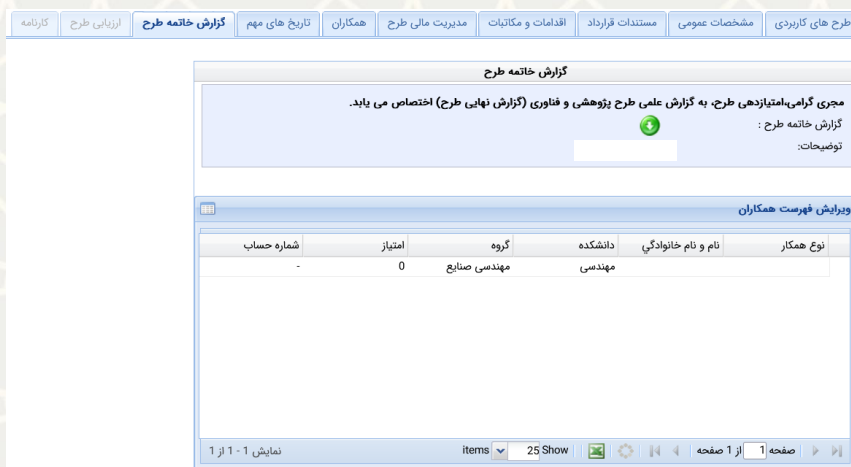 طرح های کاربردی مشخصات عمومی مستندات قرارداد اقدامات و مکاتبات مدیریت مالی طرح همکاران تاریخ های مهم گزارش خاتمه طرح ارزیابی طرح کارنامه
گزارش خاتمه طرح
مجری گرامی،امتیازدهی طرح، به گزارش علمی طرح پژوهشی و فناوری (گزارش نهایی طرح) اختصاص می یابد.
گزارش خاتمه طرح :
توضیحات:
ویرایش فهرست همکاران
نوع همکار نام و نام خانوادگي دانشکده گروه امتیاز شماره حساب
مهندسی مهندسی صنایع 0 -
صفحه 1 از 1 صفحه Show 25 items نمایش 1 - 1 از 1